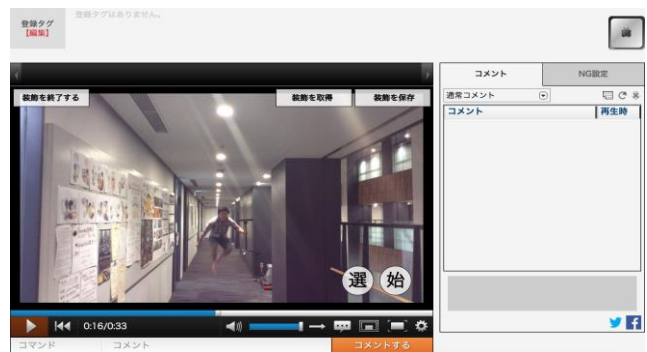 登録タグ
【編集】
登録タグはありません。
装飾を終了する
装飾を取得
装飾を保存
選
始
0:16/0:33
コマンド
コメント
コメントする
コメント
NG設定
通常コメント
コメント
再生時